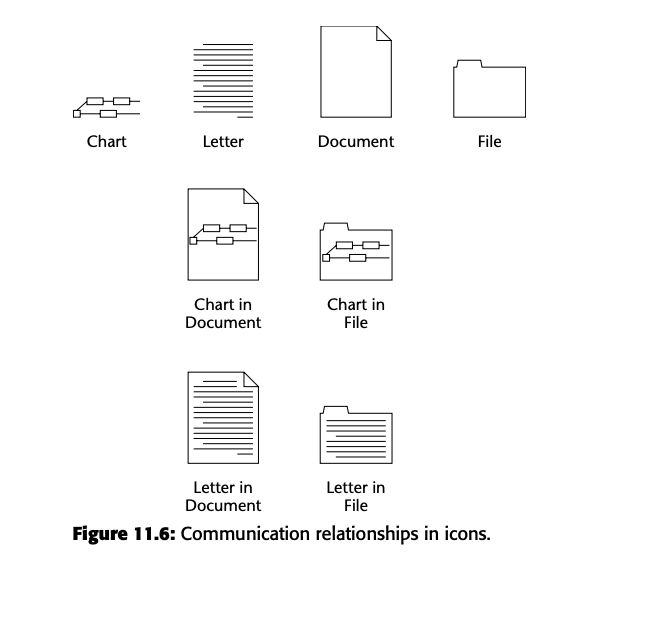 Chart Letter Document File
Chart in Chart in
Document File
Letter in Letter in
Document File
Figure 11.6: Communication relationships in icons.